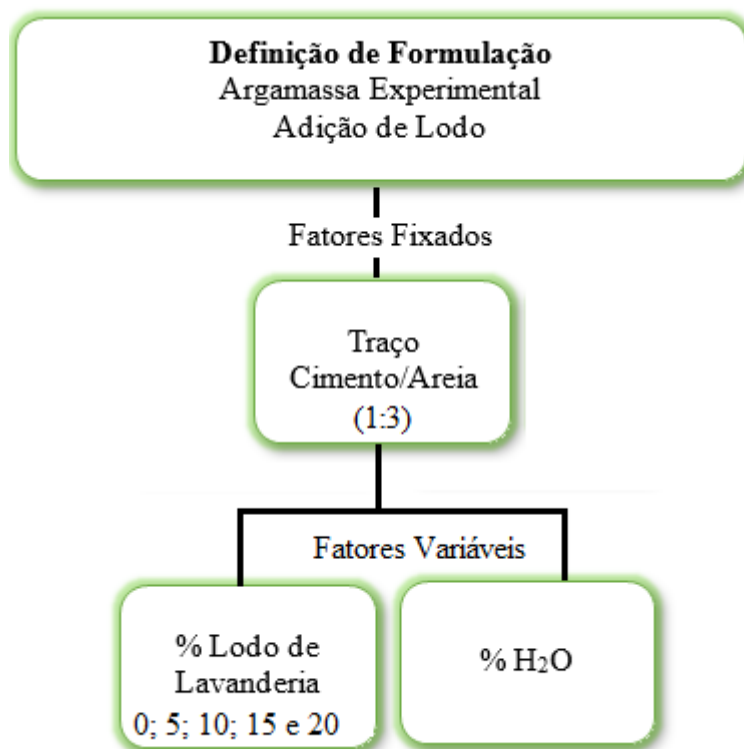 Definição de Formulação
Argamassa Experimental
Adição de Lodo
Fatores Fixados
Traço
Cimento/Areia
(1:3)
Fatores Variáveis
% Lodo de
Lavanderia
0; 5; 10; 15 e 20
% H₂O